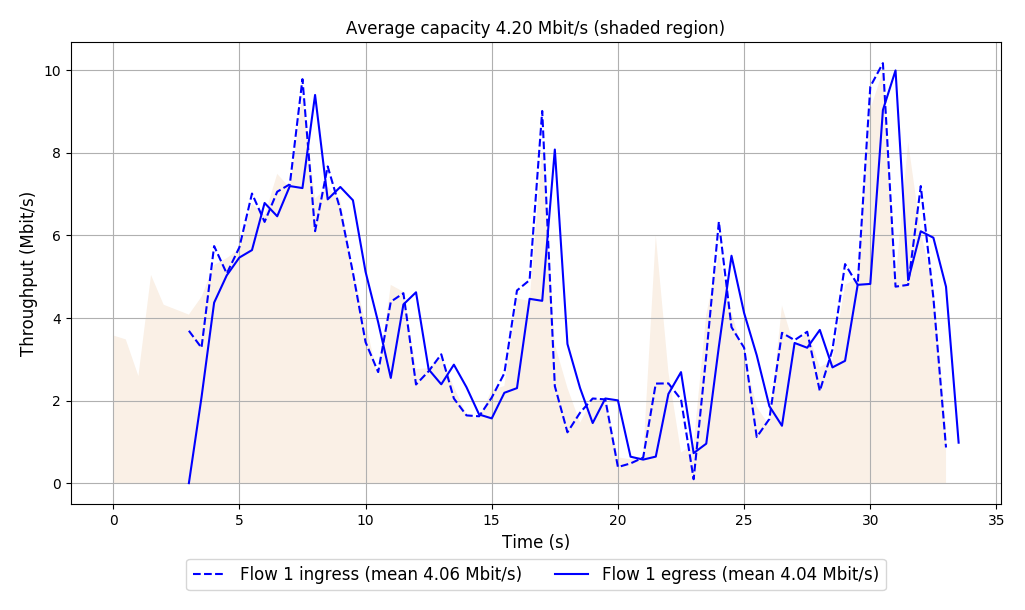 Average capacity 4.20 Mbit/s (shaded region)
Throughput (Mbit/s)
10
8
6
4
2
0
0 5 10 15 20 25 30 35
Time (s)
Flow 1 ingress (mean 4.06 Mbit/s) Flow 1 egress (mean 4.04 Mbit/s)